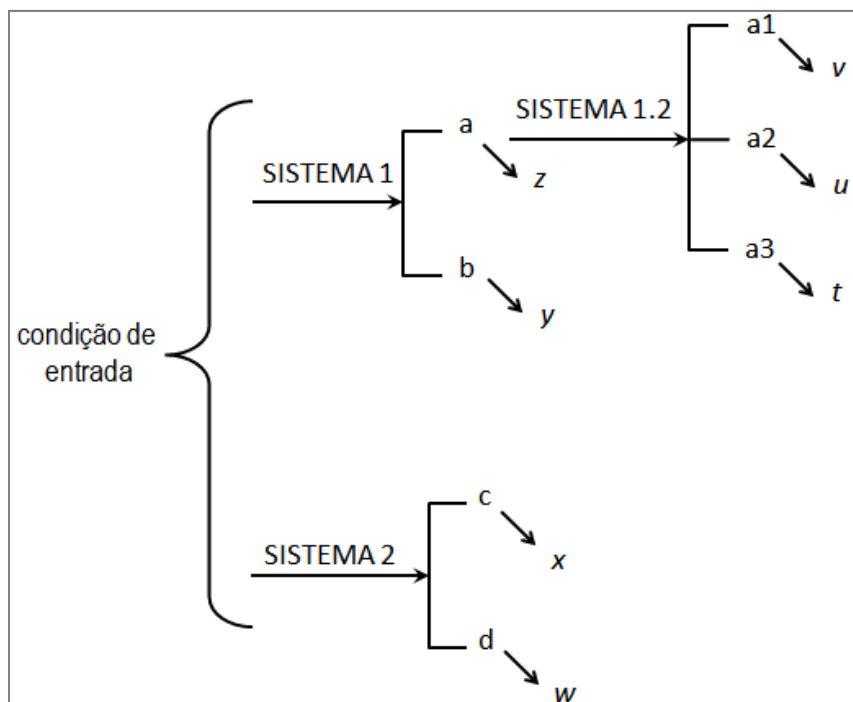 condição de
entrada
SISTEMA 1
a
z
b
y
SISTEMA 1.2
a1
v
a2
u
a3
t
SISTEMA 2
c
x
d
w